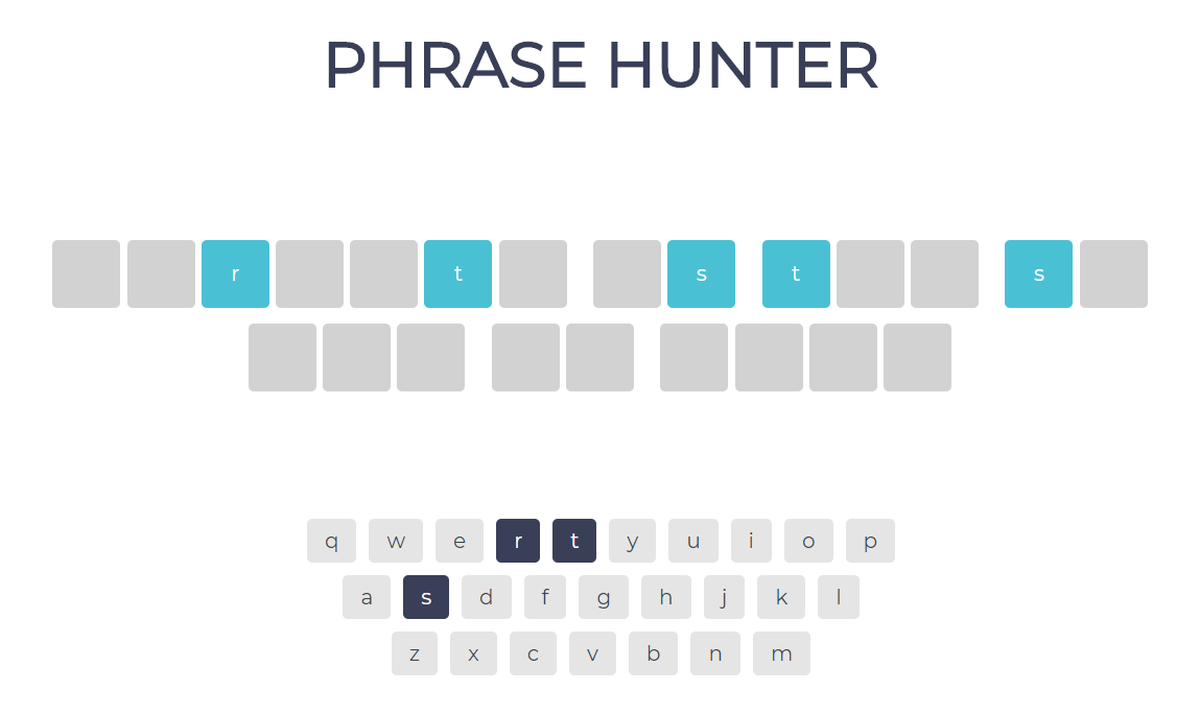 PHRASE HUNTER
r t s t s
q w e r t y u i o p
a s d f g h j k l
z x c v b n m